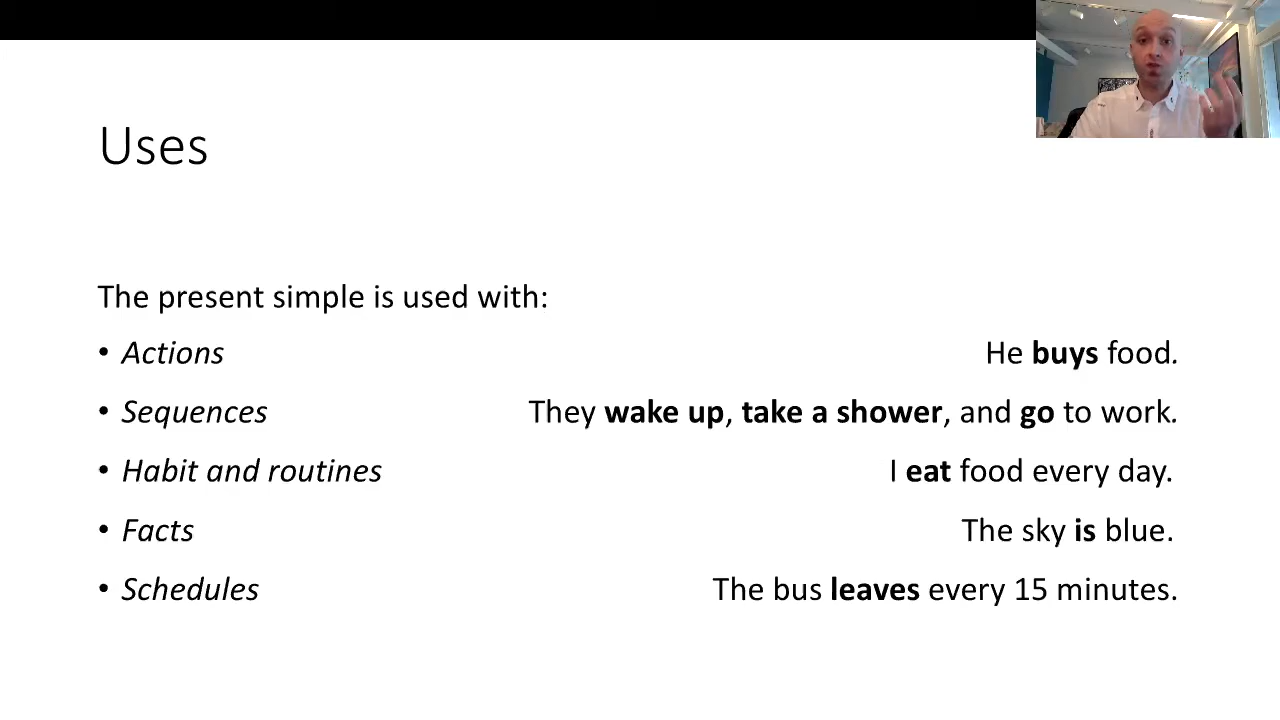 Uses
The present simple is used with:
• Actions He buys food.
• Sequences They wake up, take a shower, and go to work.
• Habit and routines I eat food every day.
• Facts The sky is blue.
• Schedules The bus leaves every 15 minutes.